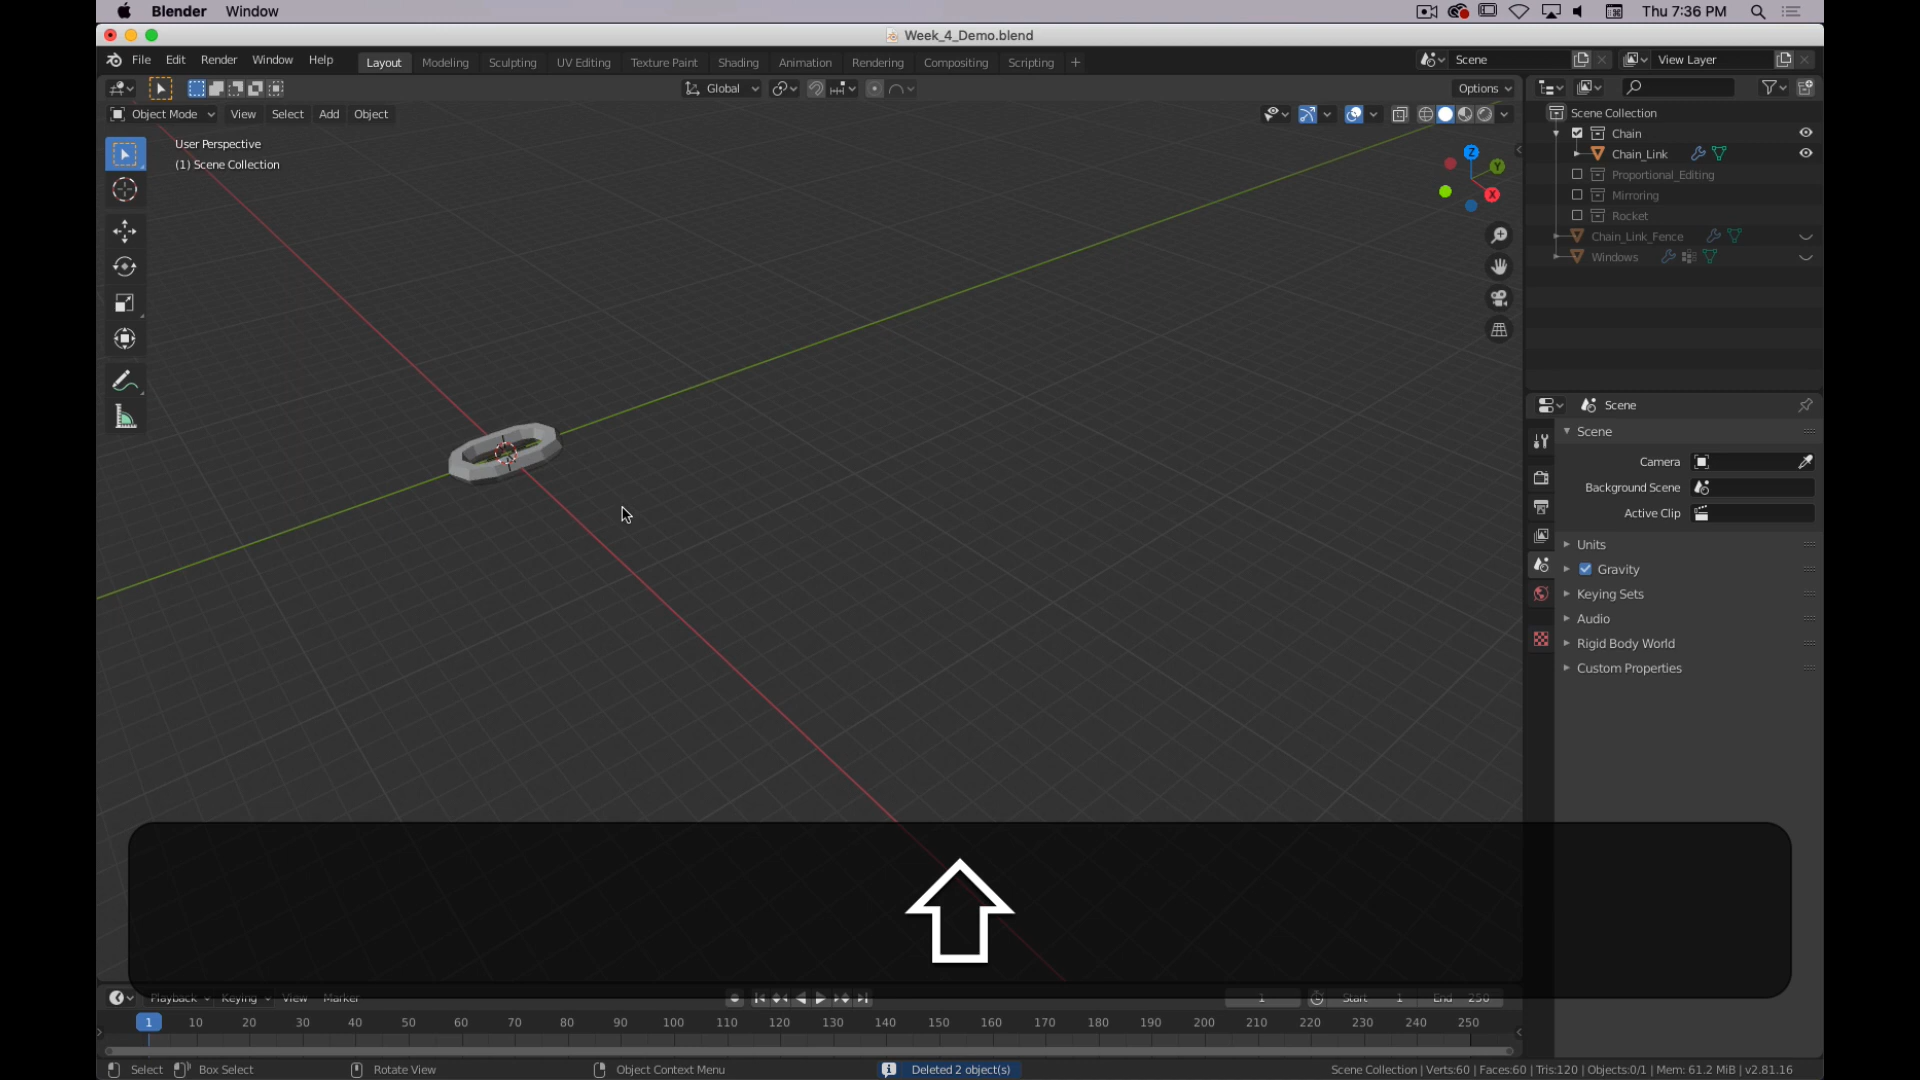 Blender Window Thu 7:36 PM
Week_4_Demo.blend
File Edit Render Window Help Layout Modeling Sculpting UV Editing Texture Paint Shading Animation Rendering Compositing Scripting + Scene View Layer
Global Options
Object Mode View Select Add Object
User Perspective
(1) Scene Collection
Z
Y
X
Scene Collection
Chain
Chain_Link
Proportional_Editing
Mirroring
Rocket
Chain_Link_Fence
Windows
Scene
Scene
Camera
Background Scene
Active Clip
Units
Gravity
Keying Sets
Audio
Rigid Body World
Custom Properties
Playback Keying View Marker 1 Start 1 End 250
1 10 20 30 40 50 60 70 80 90 100 110 120 130 140 150 160 170 180 190 200 210 220 230 240 250
Select Box Select Rotate View Object Context Menu Deleted 2 object(s) Scene Collection | Verts:60 | Faces:60 | Tris:120 | Objects:0/1 | Mem: 61.2 MiB | v2.81.16